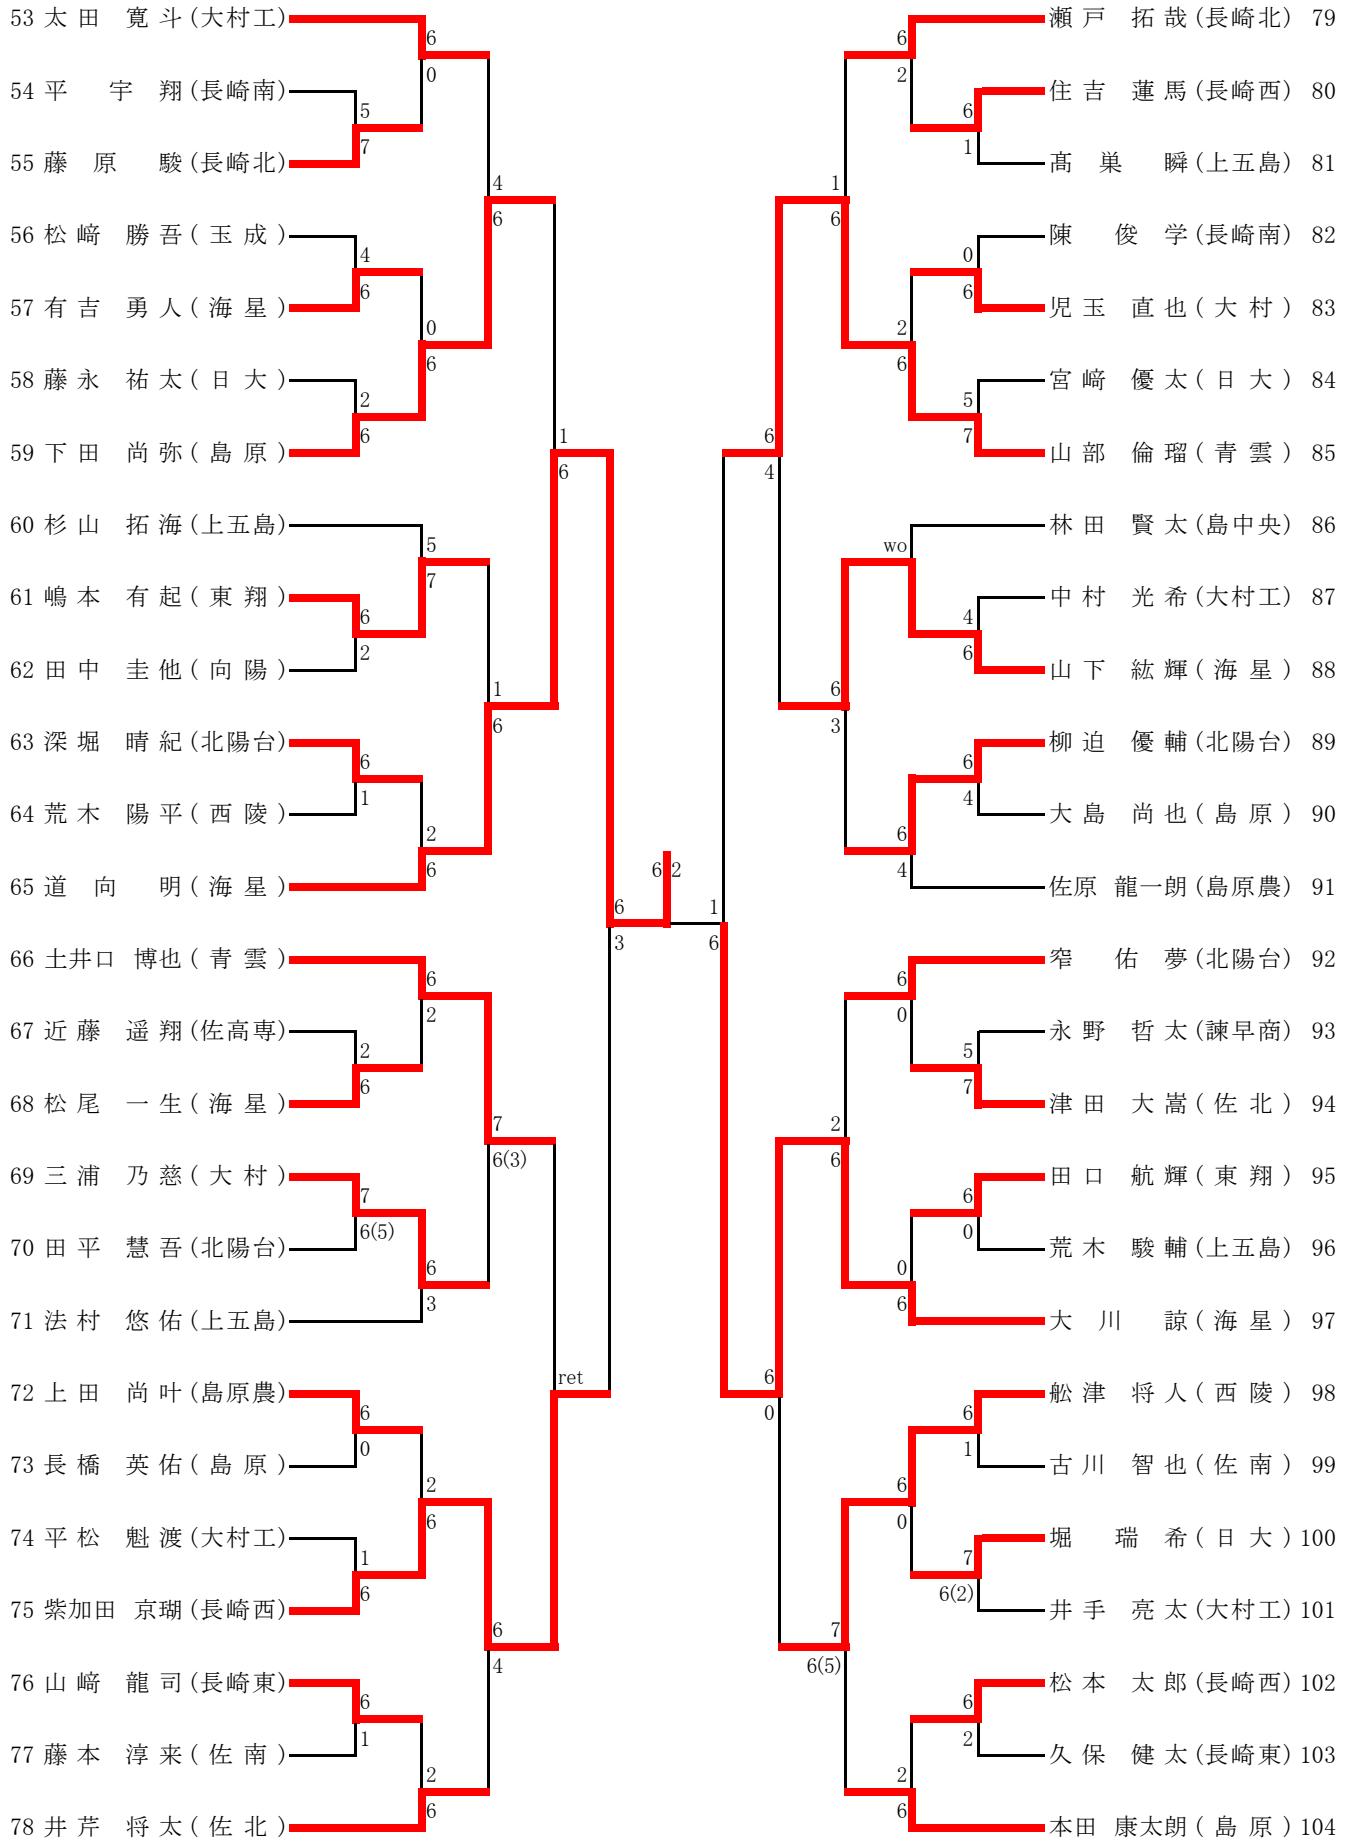 53 太田 寛斗(大村工)
6
0
54 平 宇翔(長崎南)
5
7
55 藤原 駿(長崎北)
4
6
56 松﨑 勝吾(玉成)
4
6
57 有吉 勇人(海星)
0
6
58 藤永 祐太(日大)
2
6
59 下田 尚弥(島原)
1
6
60 杉山 拓海(上五島)
5
7
61 嶋本 有起(東翔)
6
2
62 田中 圭他(向陽)
1
6
63 深堀 晴紀(北陽台)
6
1
64 荒木 陽平(西陵)
2
6
65 道向 明(海星)
6
3
66 土井口 博也(青雲)
6
2
67 近藤 遥翔(佐高専)
2
6
68 松尾 一生(海星)
7
6(3)
69 三浦 乃慈(大村)
7
6(5)
70 田平 慧吾(北陽台)
6
3
71 法村 悠佑(上五島)
ret
72 上田 尚叶(島原農)
6
0
73 長橋 英佑(島原)
2
6
74 平松 魁渡(大村工)
1
6
75 紫加田 京瑚(長崎西)
6
4
76 山﨑 龍司(長崎東)
6
1
77 藤本 淳来(佐南)
2
6
78 井芹 将太(佐北)
6 2
瀬戸 拓哉(長崎北) 79
6
2
住吉 蓮馬(長崎西) 80
6
1
髙巣 瞬(上五島) 81
1
6
陳 俊学(長崎南) 82
0
6
児玉 直也(大村) 83
2
6
宮﨑 優太(日大) 84
5
7
山部 倫瑠(青雲) 85
6
4
林田 賢太(島中央) 86
wo
中村 光希(大村工) 87
4
6
山下 紘輝(海星) 88
6
3
柳迫 優輔(北陽台) 89
6
4
大島 尚也(島原) 90
6
4
佐原 龍一朗(島原農) 91
1
6
窄 佑夢(北陽台) 92
6
0
永野 哲太(諫早商) 93
5
7
津田 大嵩(佐北) 94
2
6
田口 航輝(東翔) 95
6
0
荒木 駿輔(上五島) 96
0
6
大川 諒(海星) 97
6
0
舩津 将人(西陵) 98
6
1
古川 智也(佐南) 99
6
0
堀 瑞希(日大) 100
7
6(2)
井手 亮太(大村工) 101
7
6(5)
松本 太郎(長崎西) 102
6
2
久保 健太(長崎東) 103
2
6
本田 康太朗(島原) 104